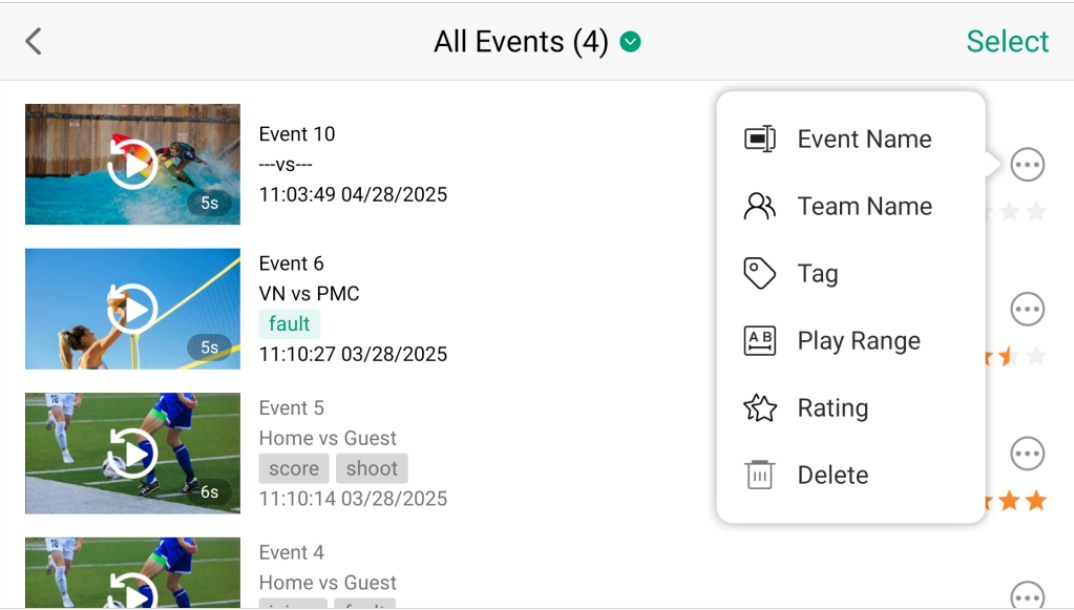 All Events (4)
Select
Event 10
---vs---
11:03:49 04/28/2025
5s
Event 6
VN vs PMC
fault
11:10:27 03/28/2025
5s
Event 5
Home vs Guest
score shoot
11:10:14 03/28/2025
6s
Event 4
Home vs Guest
Event Name
Team Name
Tag
A B
Play Range
Rating
Delete